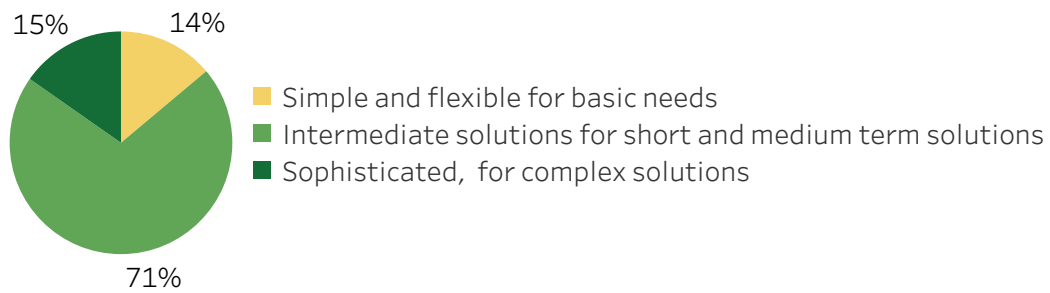 15%
14%
Simple and flexible for basic needs
Intermediate solutions for short and medium term solutions
Sophisticated,  for complex solutions
71%